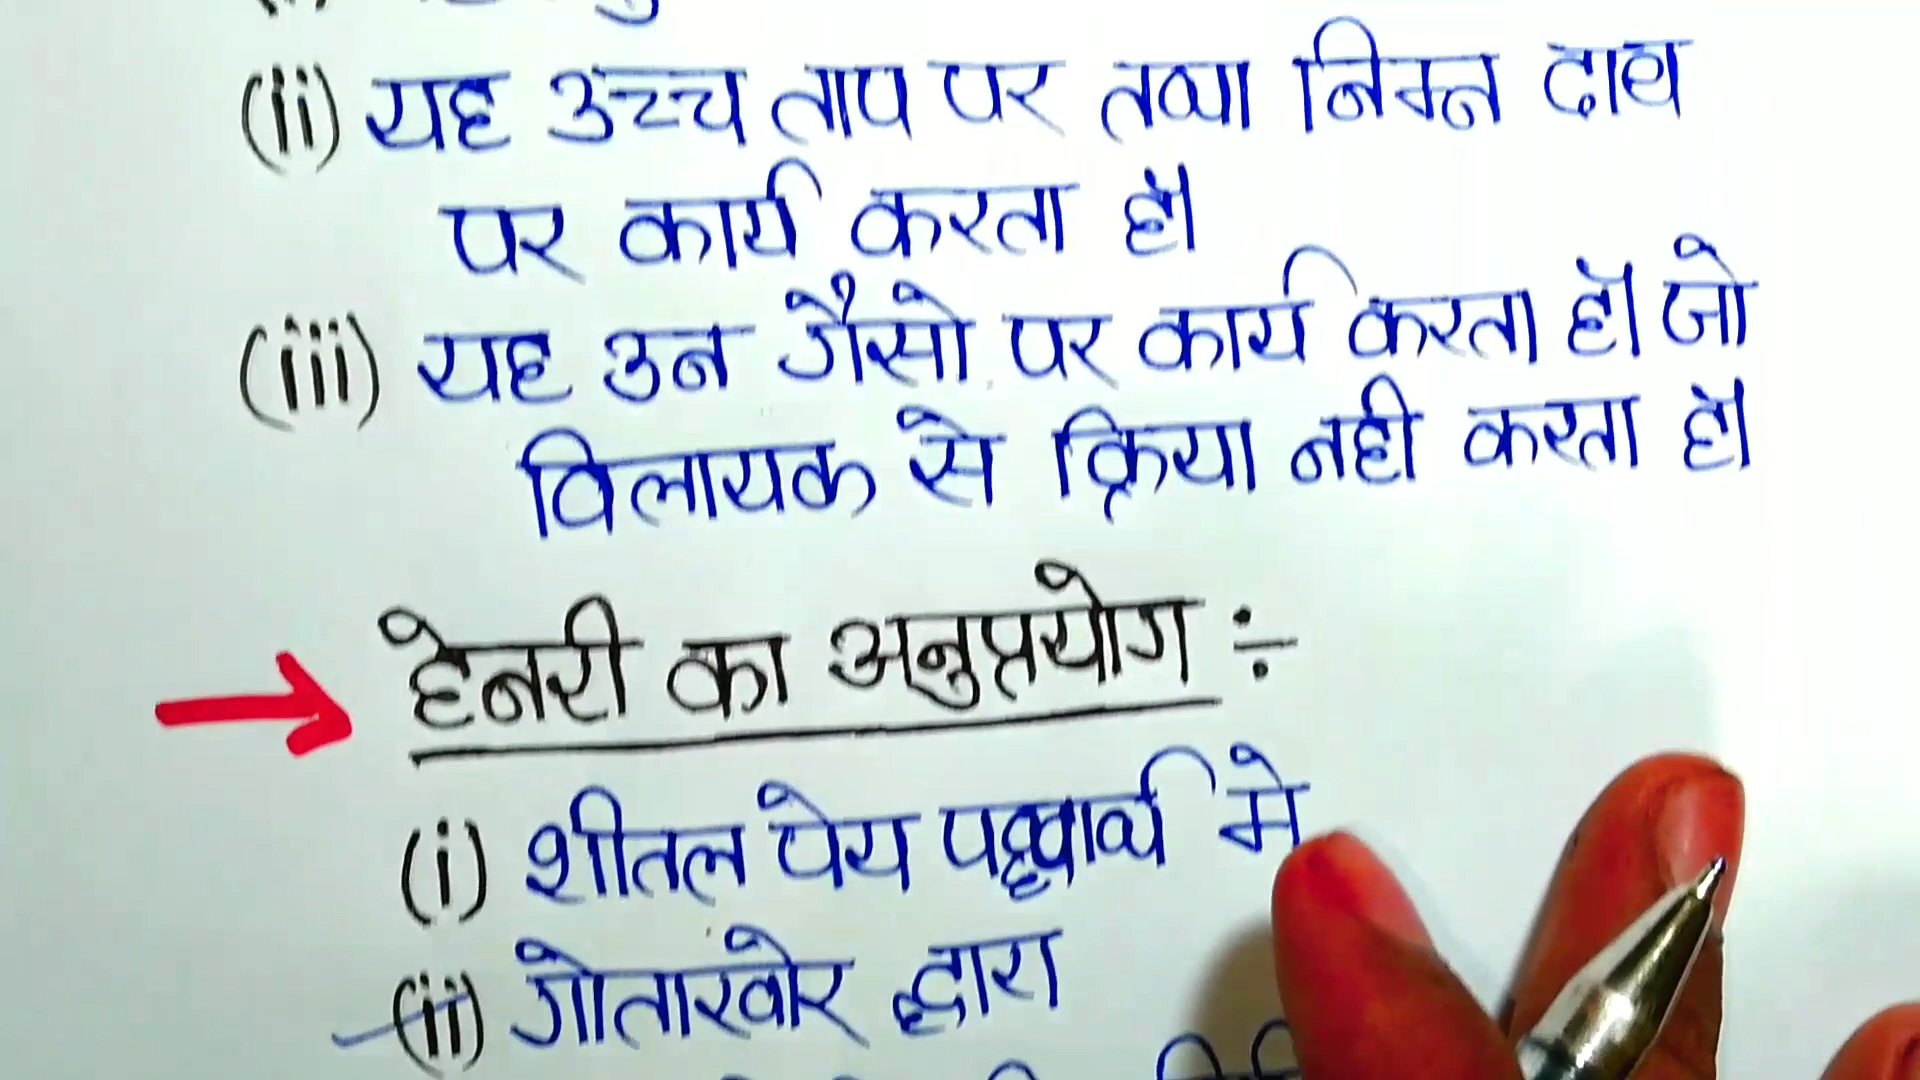 (ii) यह उच्च ताप पर तथा निम्न दाब
पर कार्य करता है।
(iii) यह उन गैसो पर कार्य करता है। जो
विलायक से क्रिया नही करता है।
हेनरी का अनुप्रयोग ÷
(i) शीतल पेय पदार्थ मे
(ii) गोताखोर द्वारा